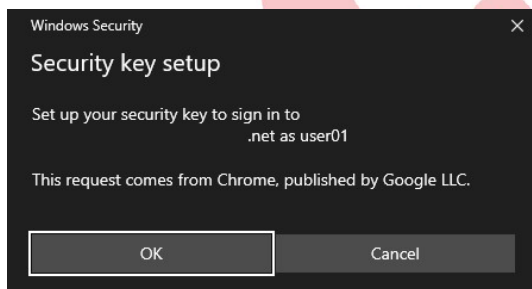 Windows Security
Security key setup
Set up your security key to sign in to
.net as user01
This request comes from Chrome, published by Google LLC.
OK
Cancel